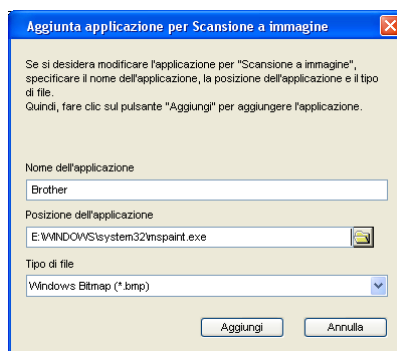 Aggiunta applicazione per Scansione a immagine
Se si desidera modificare l'applicazione per "Scansione a immagine",
specificare il nome dell'applicazione, la posizione dell'applicazione e il tipo
di file.
Quindi, fare clic sul pulsante "Aggiungi" per aggiungere l'applicazione.
Nome dell'applicazione
Brother
Posizione dell'applicazione
E:\WINDOWS\system32\mspaint.exe
Tipo di file
Windows Bitmap (*.bmp)
Aggiungi Annulla